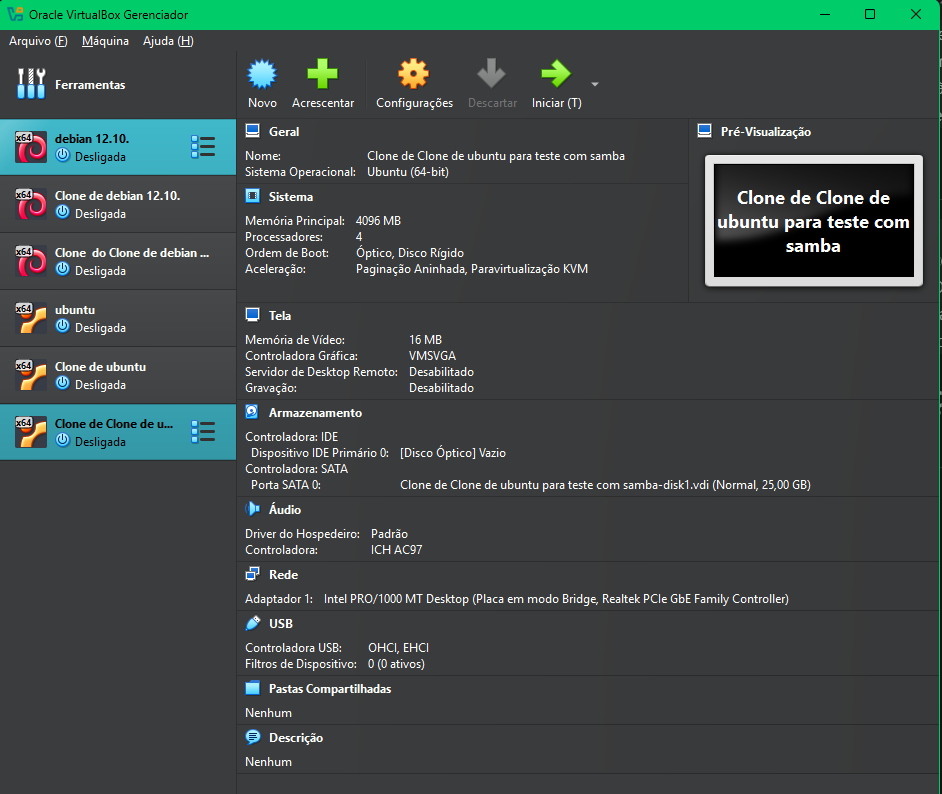 Oracle VirtualBox Gerenciador
Arquivo (F) Máquina Ajuda (H)
Ferramentas
x64 debian 12.10.
Desligada
x64 Clone de debian 12.10.
Desligada
x64 Clone do Clone de debian ...
Desligada
x64 ubuntu
Desligada
x64 Clone de ubuntu
Desligada
x64 Clone de Clone de u...
Desligada
Novo Acrescentar Configurações Descartar Iniciar (T)
Geral
Nome: Clone de Clone de ubuntu para teste com samba
Sistema Operacional: Ubuntu (64-bit)
Sistema
Memória Principal: 4096 MB
Processadores: 4
Ordem de Boot: Óptico, Disco Rígido
Aceleração: Paginação Aninhada, Paravirtualização KVM
Pré-Visualização
Clone de Clone de
ubuntu para teste com
samba
Tela
Memória de Vídeo: 16 MB
Controladora Gráfica: VMSVGA
Servidor de Desktop Remoto: Desabilitado
Gravação: Desabilitado
Armazenamento
Controladora: IDE
Dispositivo IDE Primário 0: [Disco Óptico] Vazio
Controladora: SATA
Porta SATA 0: Clone de Clone de ubuntu para teste com samba-disk1.vdi (Normal, 25,00 GB)
Áudio
Driver do Hospedeiro: Padrão
Controladora: ICH AC97
Rede
Adaptador 1: Intel PRO/1000 MT Desktop (Placa em modo Bridge, Realtek PCIe GbE Family Controller)
USB
Controladora USB: OHCI, EHCI
Filtros de Dispositivo: 0 (0 ativos)
Pastas Compartilhadas
Nenhum
Descrição
Nenhum